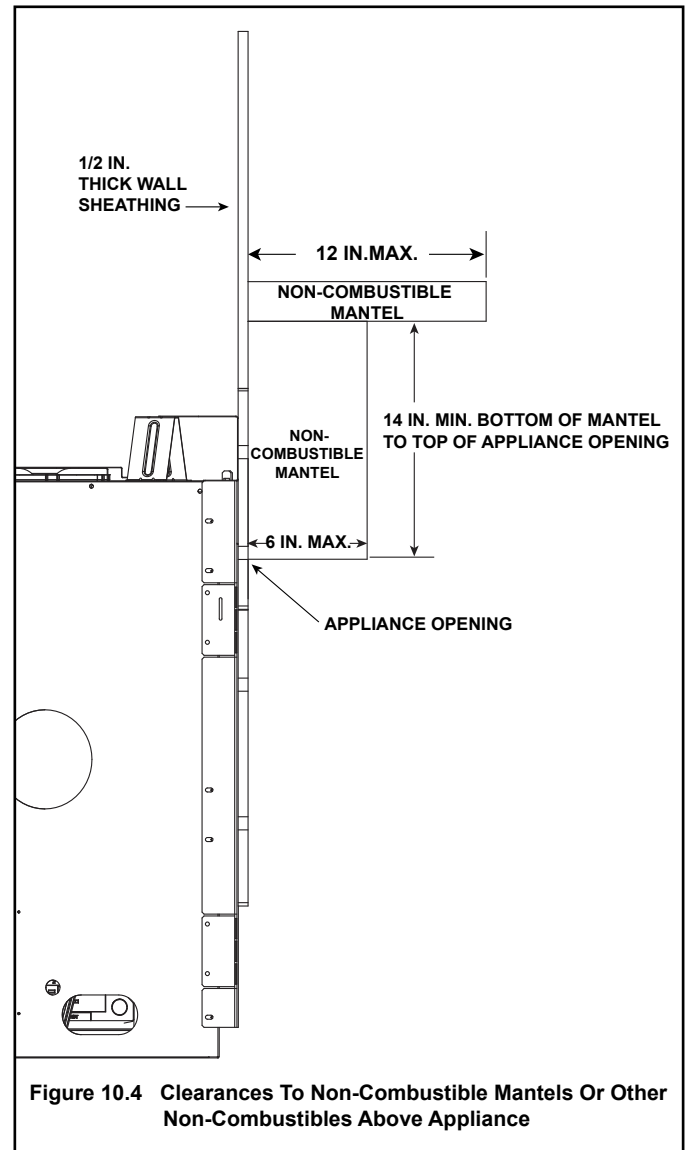 1/2 IN.
THICK WALL
SHEATHING
12 IN.MAX.
NON-COMBUSTIBLE
MANTEL
14 IN. MIN. BOTTOM OF MANTEL
TO TOP OF APPLIANCE OPENING
NON-
COMBUSTIBLE
MANTEL
6 IN. MAX.
APPLIANCE OPENING
Figure 10.4 Clearances To Non-Combustible Mantels Or Other
Non-Combustibles Above Appliance